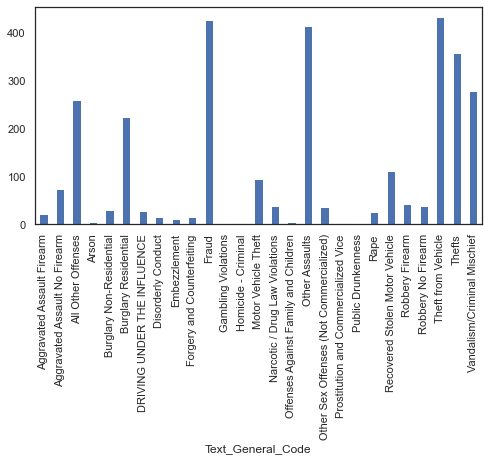 400
300
200
100
0
Aggravated Assault Firearm
Aggravated Assault No Firearm
All Other Offenses
Arson
Burglary Non-Residential
Burglary Residential
DRIVING UNDER THE INFLUENCE
Disorderly Conduct
Embezzlement
Forgery and Counterfeiting
Fraud
Gambling Violations
Homicide - Criminal
Motor Vehicle Theft
Narcotic / Drug Law Violations
Offenses Against Family and Children
Other Assaults
Other Sex Offenses (Not Commercialized)
Prostitution and Commercialized Vice
Public Drunkenness
Rape
Recovered Stolen Motor Vehicle
Robbery Firearm
Robbery No Firearm
Theft from Vehicle
Thefts
Vandalism/Criminal Mischief
Text_General_Code